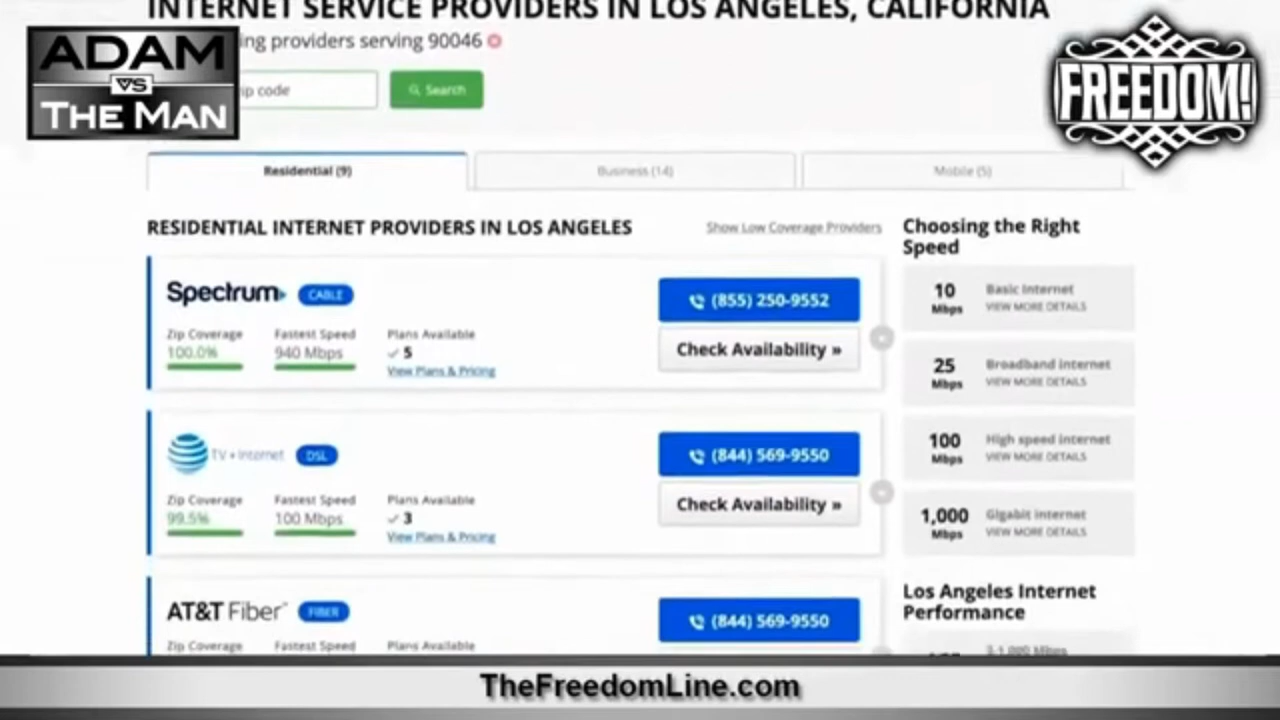 INTERNET SERVICE PROVIDERS IN LOS ANGELES, CALIFORNIA
ADAM
VS
THE MAN
FREEDOM!
providers serving 90046
code
Search
Residential (9)
Business (14)
Mobile (5)
RESIDENTIAL INTERNET PROVIDERS IN LOS ANGELES
Show Low Coverage Providers
Spectrum
CABLE
(855) 250-9552
Zip Coverage
Fastest Speed
Plans Available
100.0%
940 Mbps
5
View Plans & Pricing
Check Availability »
TV + Internet
DSL
(844) 569-9550
Zip Coverage
Fastest Speed
Plans Available
99.5%
100 Mbps
3
View Plans & Pricing
Check Availability »
AT&T Fiber
FIBER
(844) 569-9550
Zip Coverage
Fastest Speed
Plans Available
Choosing the Right
Speed
10
Mbps
Basic Internet
VIEW MORE DETAILS
25
Mbps
Broadband Internet
VIEW MORE DETAILS
100
Mbps
High speed Internet
VIEW MORE DETAILS
1,000
Mbps
Gigabit Internet
VIEW MORE DETAILS
Los Angeles Internet
Performance
TheFreedomLine.com